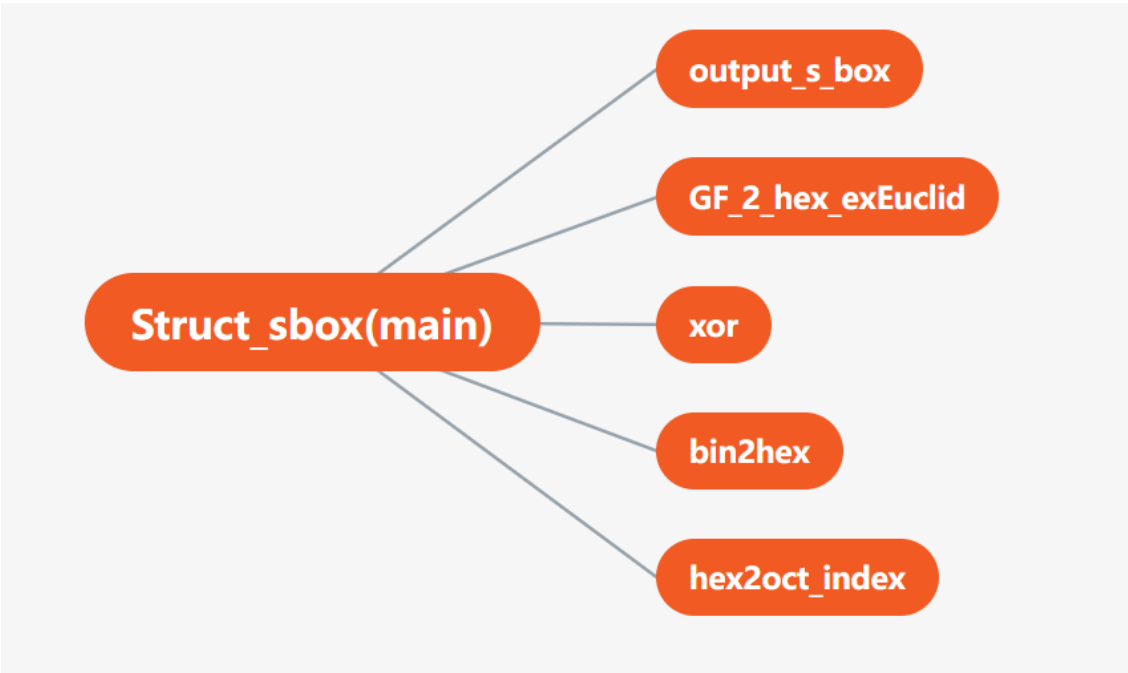 output_s_box
GF_2_hex_exEuclid
Struct_sbox(main)
xor
bin2hex
hex2oct_index